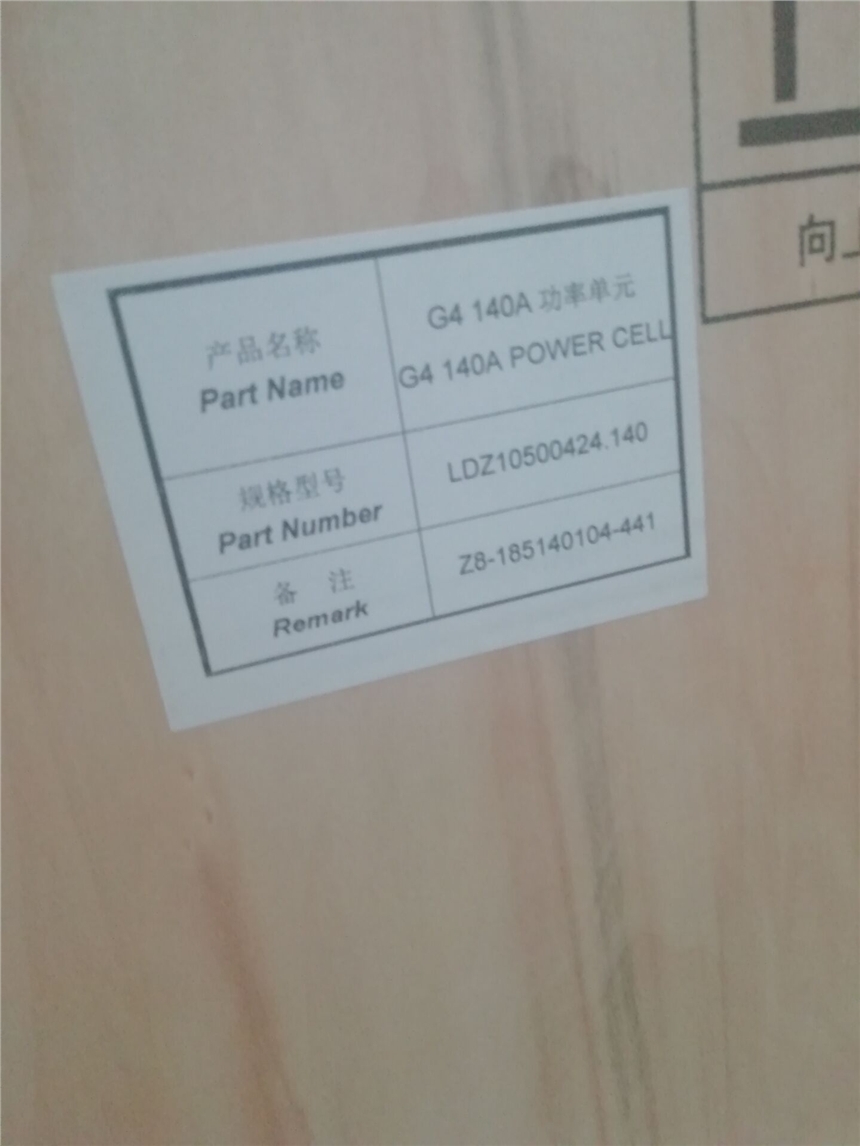 产品名称
Part Name
G4 140A 功率单元
G4 140A POWER CELL
规格型号
Part Number
LDZ10500424.140
备 注
Remark
Z8-185140104-441
向上